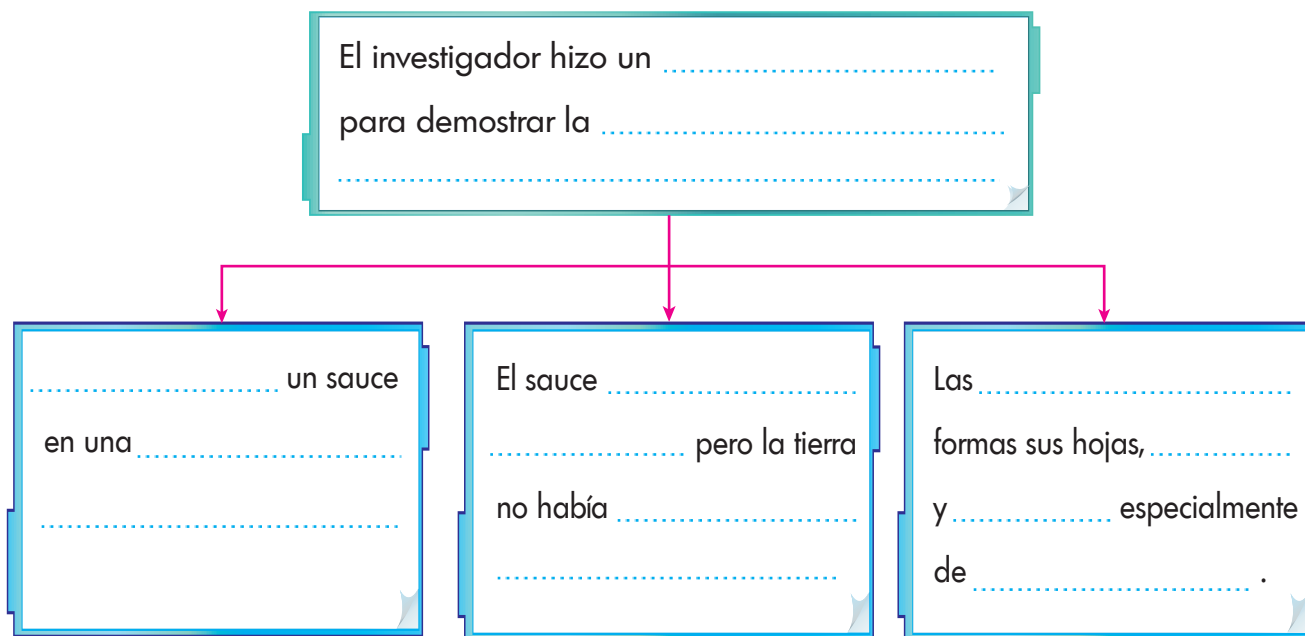 El investigador hizo un ..........
para demostrar la ..........
..........
.......... un sauce
en una ..........
..........
El sauce ..........
.......... pero la tierra
no había ..........
..........
Las ..........
formas sus hojas, ..........
y .......... especialmente
de .......... .